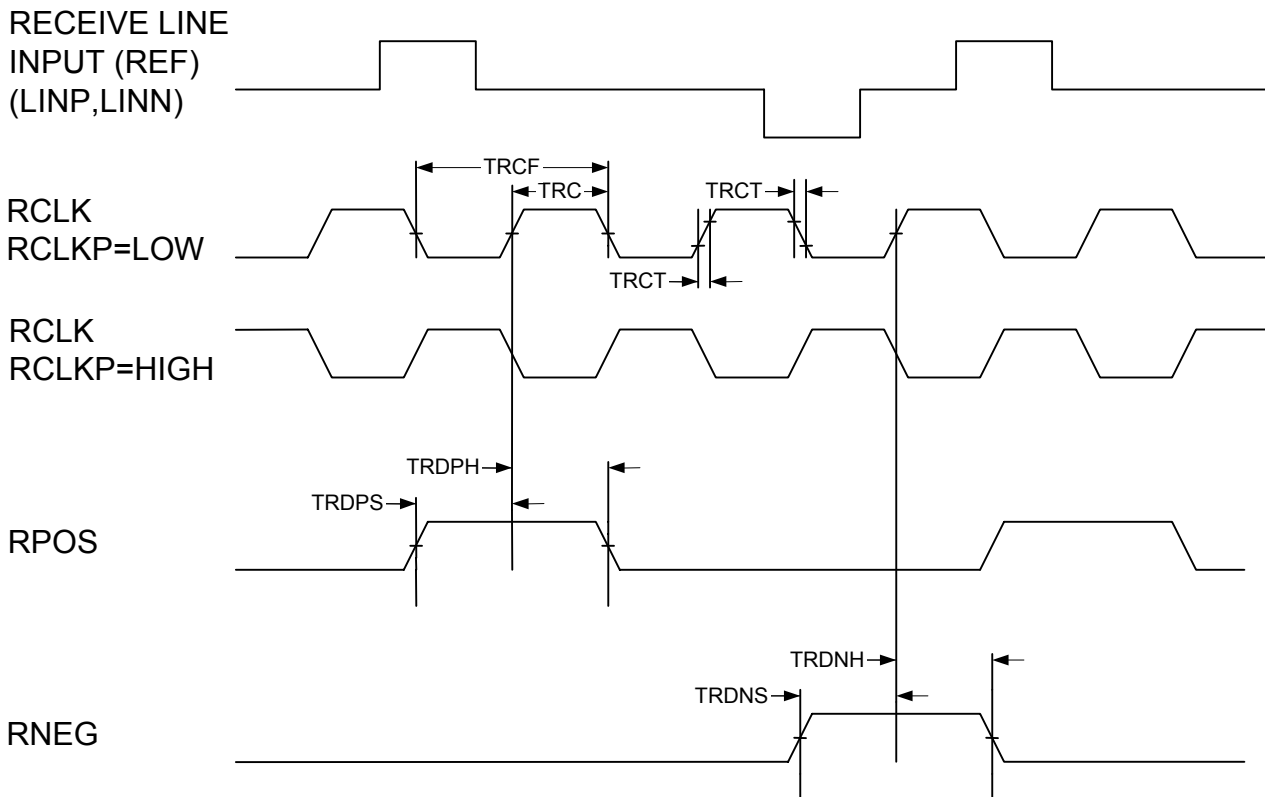 RECEIVE LINE
INPUT (REF)
(LINP,LINN)
TRCF
TRC
TRCT
RCLK
RCLKP=LOW
TRCT
RCLK
RCLKP=HIGH
TRDPH
TRDPS
RPOS
TRDNH
TRDNS
RNEG